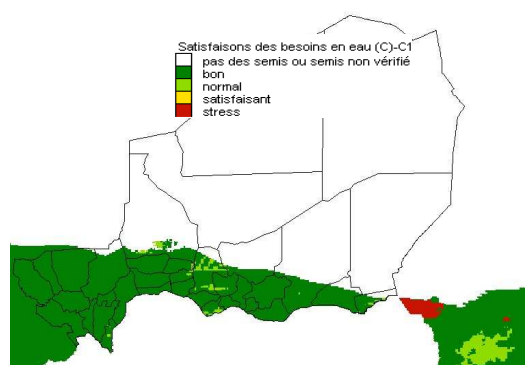 Satisfaisons des besoins en eau (C)-C1
pas des semis ou semis non vérifié
bon
normal
satisfaisant
stress